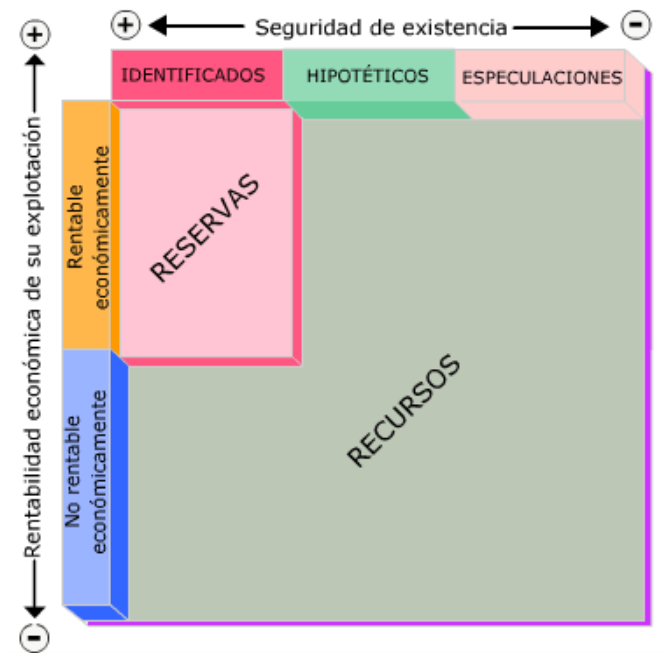 +
+
Seguridad de existencia
-
IDENTIFICADOS
HIPOTÉTICOS
ESPECULACIONES
Rentabilidad económica de su explotación
Rentable
económicamente
RESERVAS
RECURSOS
No rentable
económicamente
-